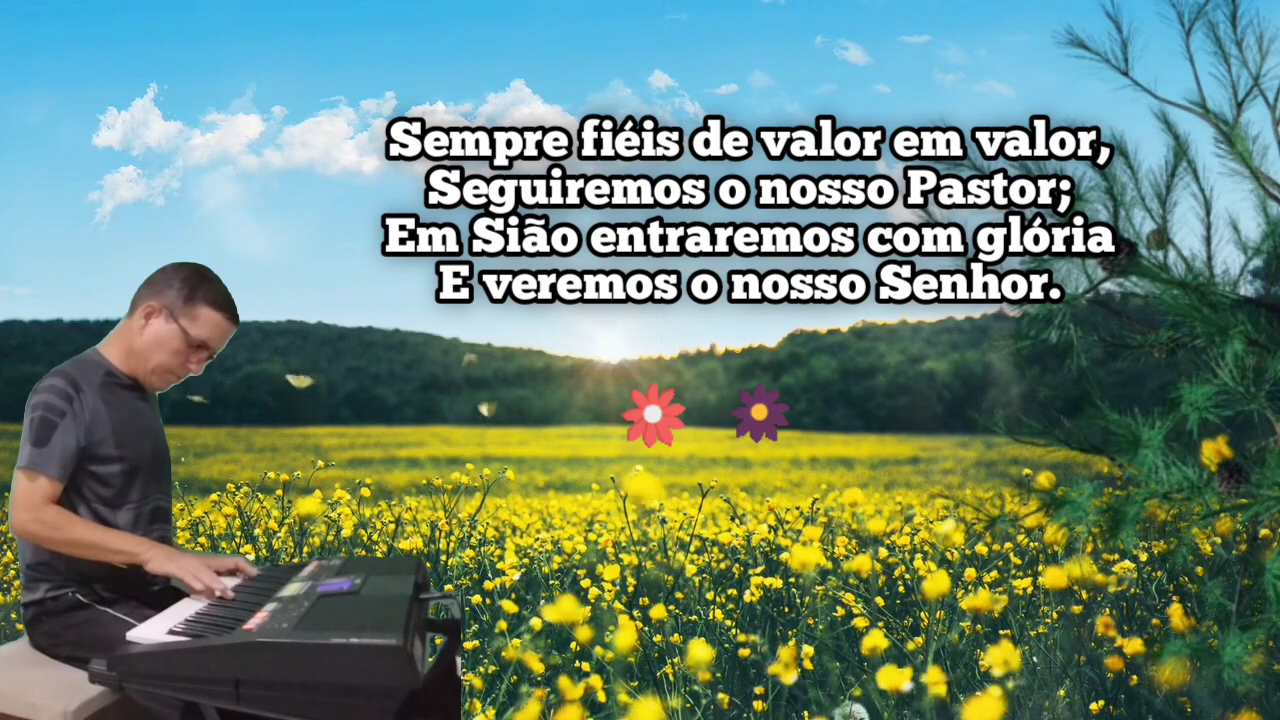 Sempre fiéis de valor em valor,
Seguiremos o nosso Pastor;
Em Sião entraremos com glória
E veremos o nosso Senhor.